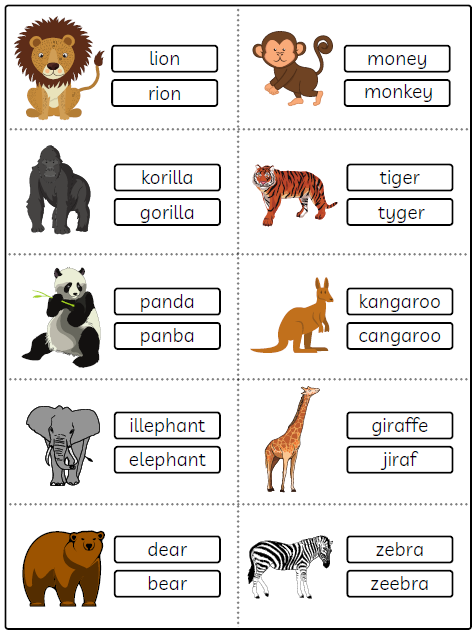 lion
rion
money
monkey
korilla
gorilla
tiger
tyger
panda
panba
kangaroo
cangaroo
illephant
elephant
giraffe
jiraf
dear
bear
zebra
zeebra